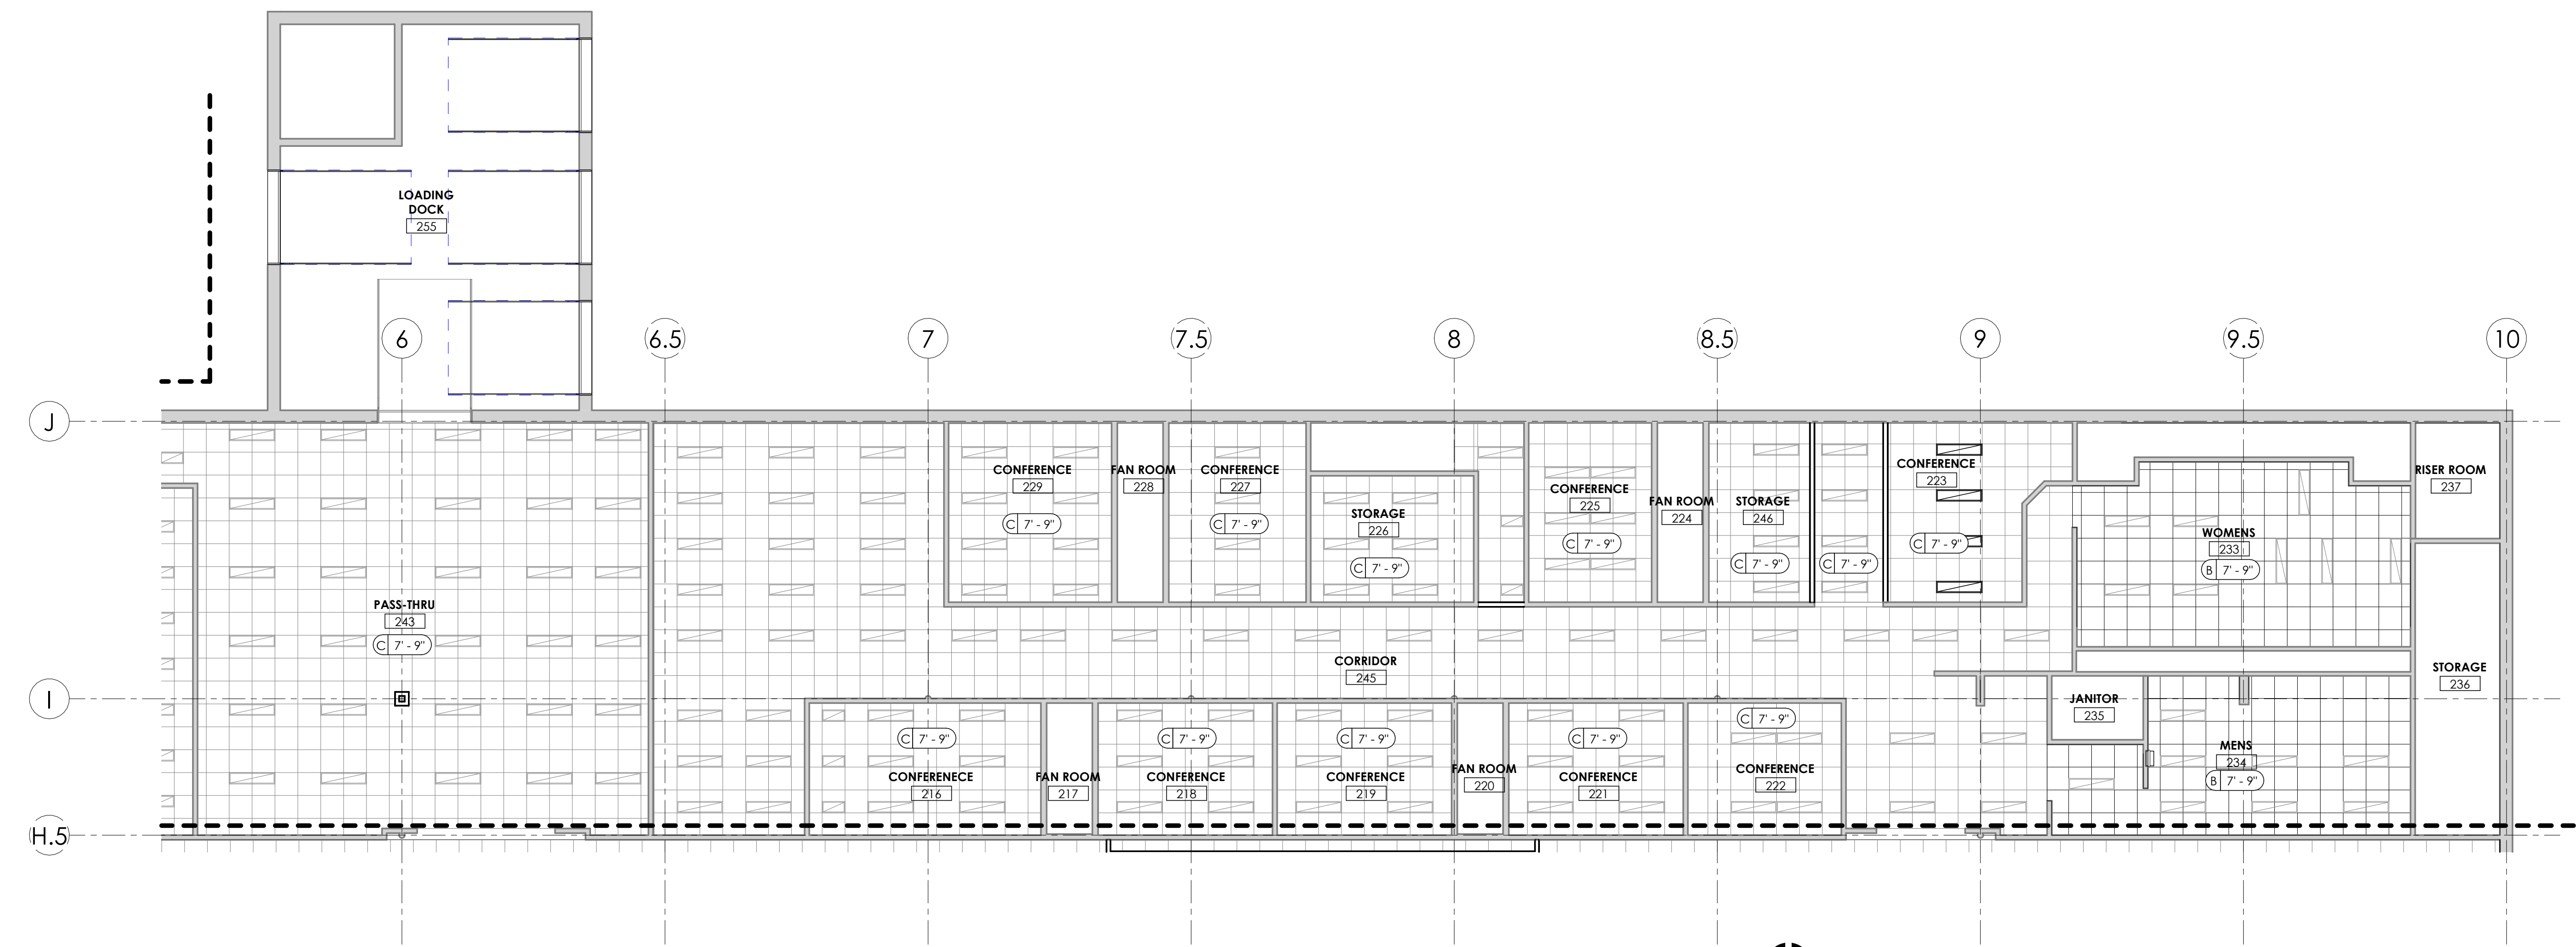 LOADING
DOCK
255
6
6.5
7
7.5
8
8.5
9
9.5
10
J
CONFERENCE
229
C 7' - 9"
FAN ROOM
228
CONFERENCE
227
C 7' - 9"
STORAGE
226
C 7' - 9"
CONFERENCE
225
C 7' - 9"
FAN ROOM
224
STORAGE
246
C 7' - 9"
C 7' - 9"
CONFERENCE
223
C 7' - 9"
WOMENS
233
B 7' - 9"
RISER ROOM
237
PASS-THRU
243
C 7' - 9"
CORRIDOR
245
STORAGE
236
I
JANITOR
235
C 7' - 9"
CONFERENECE
216
FAN ROOM
217
C 7' - 9"
CONFERENCE
218
C 7' - 9"
CONFERENCE
219
FAN ROOM
220
C 7' - 9"
CONFERENCE
221
C 7' - 9"
CONFERENCE
222
MENS
234
B 7' - 9"
H.5